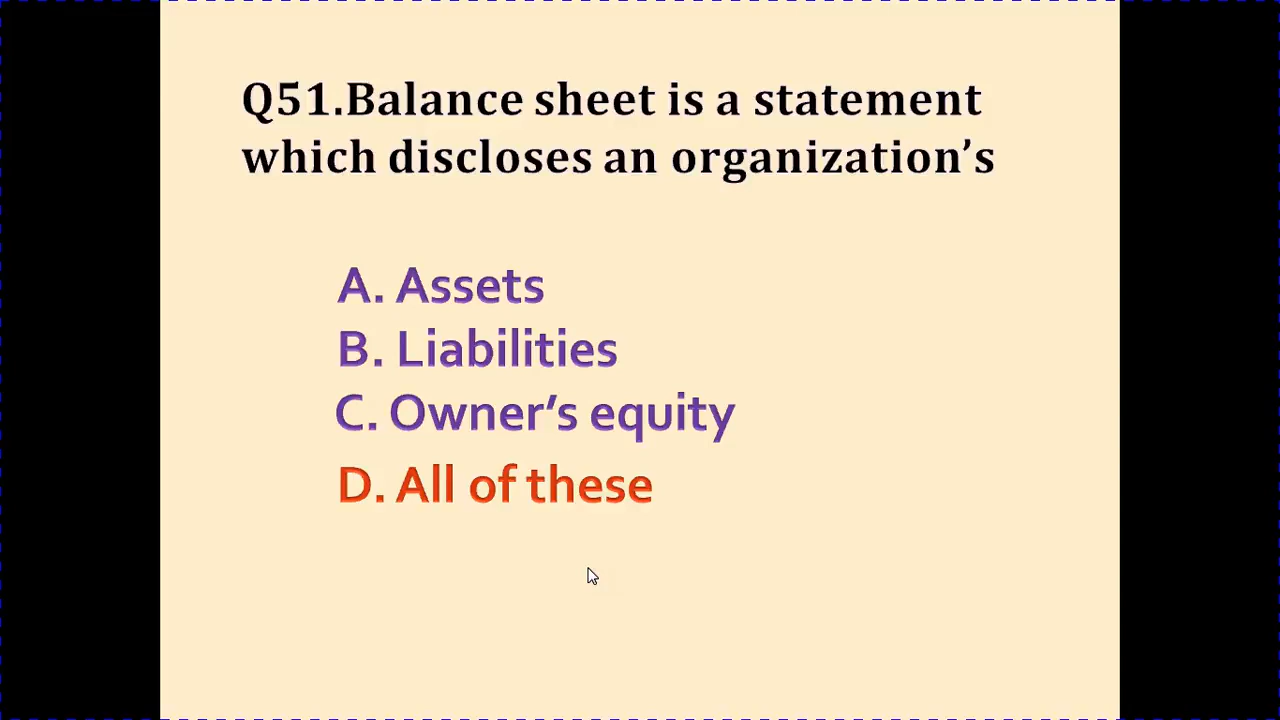 Q51.Balance sheet is a statement
which discloses an organization’s
A. Assets
B. Liabilities
C. Owner’s equity
D. All of these